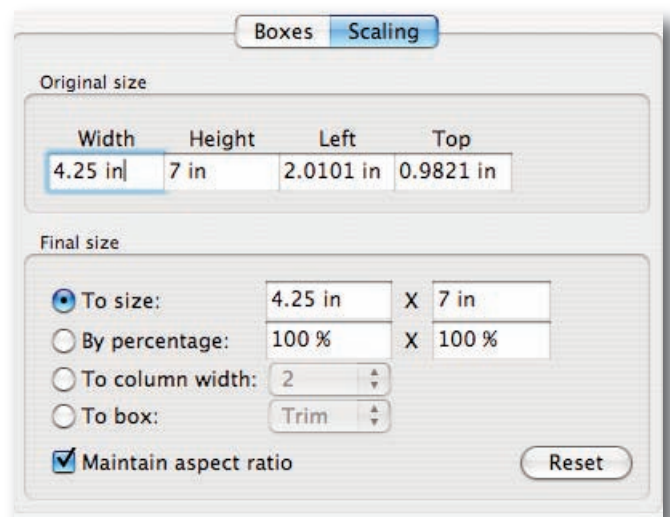 Boxes Scaling
Original size
Width Height Left Top
4.25 in 7 in 2.0101 in 0.9821 in
Final size
To size: 4.25 in X 7 in
By percentage: 100 % X 100 %
To column width: 2
To box: Trim
Maintain aspect ratio Reset